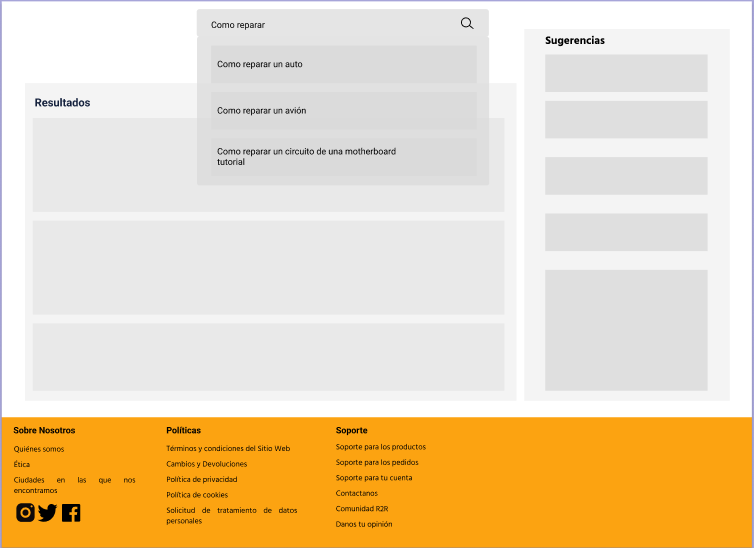 Como reparar
Como reparar un auto
Como reparar un avión
Como reparar un circuito de una motherboard
tutorial
Resultados
Sugerencias
Sobre Nosotros
Quiénes somos
Ética
Ciudades en las que nos
encontramos
Políticas
Términos y condiciones del Sitio Web
Cambios y Devoluciones
Política de privacidad
Política de cookies
Solicitud de tratamiento de datos
personales
Soporte
Soporte para los productos
Soporte para los pedidos
Soporte para tu cuenta
Contactanos
Comunidad R2R
Danos tu opinión